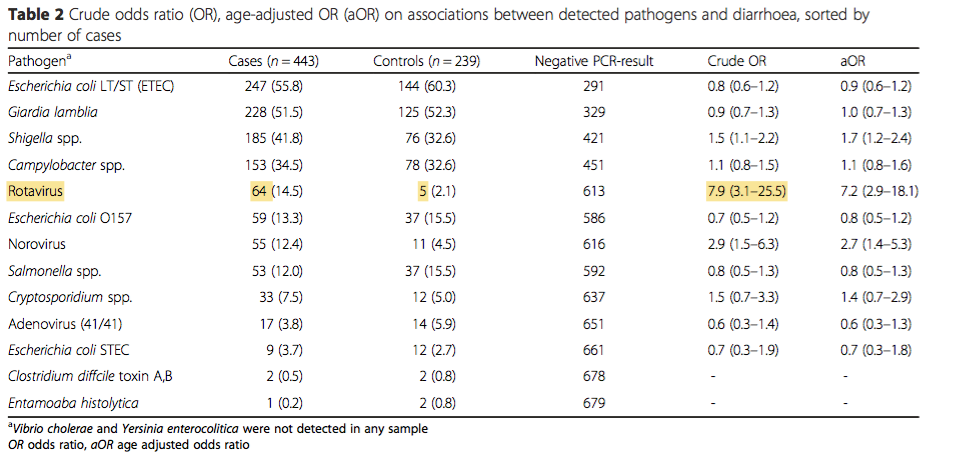 Table 2 Crude odds ratio (OR), age-adjusted OR (aOR) on associations between detected pathogens and diarrhoea, sorted by
number of cases
Pathogenᵃ Cases (n = 443) Controls (n = 239) Negative PCR-result Crude OR aOR
Escherichia coli LT/ST (ETEC) 247 (55.8) 144 (60.3) 291 0.8 (0.6–1.2) 0.9 (0.6–1.2)
Giardia lamblia 228 (51.5) 125 (52.3) 329 0.9 (0.7–1.3) 1.0 (0.7–1.3)
Shigella spp. 185 (41.8) 76 (32.6) 421 1.5 (1.1–2.2) 1.7 (1.2–2.4)
Campylobacter spp. 153 (34.5) 78 (32.6) 451 1.1 (0.8–1.5) 1.1 (0.8–1.6)
Rotavirus 64 (14.5) 5 (2.1) 613 7.9 (3.1–25.5) 7.2 (2.9–18.1)
Escherichia coli O157 59 (13.3) 37 (15.5) 586 0.7 (0.5–1.2) 0.8 (0.5–1.2)
Norovirus 55 (12.4) 11 (4.5) 616 2.9 (1.5–6.3) 2.7 (1.4–5.3)
Salmonella spp. 53 (12.0) 37 (15.5) 592 0.8 (0.5–1.3) 0.8 (0.5–1.3)
Cryptosporidium spp. 33 (7.5) 12 (5.0) 637 1.5 (0.7–3.3) 1.4 (0.7–2.9)
Adenovirus (41/41) 17 (3.8) 14 (5.9) 651 0.6 (0.3–1.4) 0.6 (0.3–1.3)
Escherichia coli STEC 9 (3.7) 12 (2.7) 661 0.7 (0.3–1.9) 0.7 (0.3–1.8)
Clostridium diffcile toxin A,B 2 (0.5) 2 (0.8) 678 - -
Entamoaba histolytica 1 (0.2) 2 (0.8) 679 - -
ᵃVibrio cholerae and Yersinia enterocolitica were not detected in any sample
OR odds ratio, aOR age adjusted odds ratio